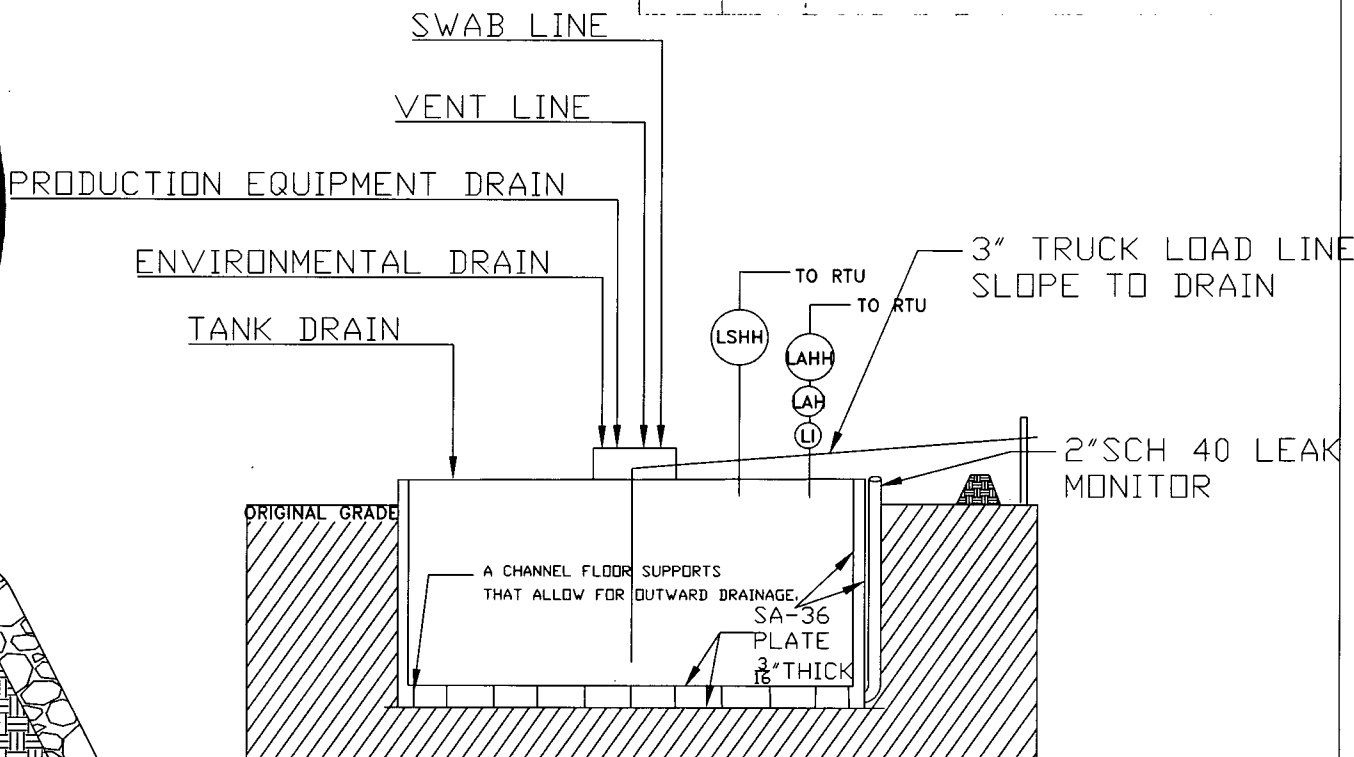 SWAB LINE
VENT LINE
PRODUCTION EQUIPMENT DRAIN
ENVIRONMENTAL DRAIN
TANK DRAIN
TO RTU
TO RTU
3" TRUCK LOAD LINE
SLOPE TO DRAIN
LSHH
LAHH
LAH
LI
2"SCH 40 LEAK
MONITOR
ORIGINAL GRADE
A CHANNEL FLOOR SUPPORTS
THAT ALLOW FOR OUTWARD DRAINAGE.
SA-36
PLATE
3/16"THICK